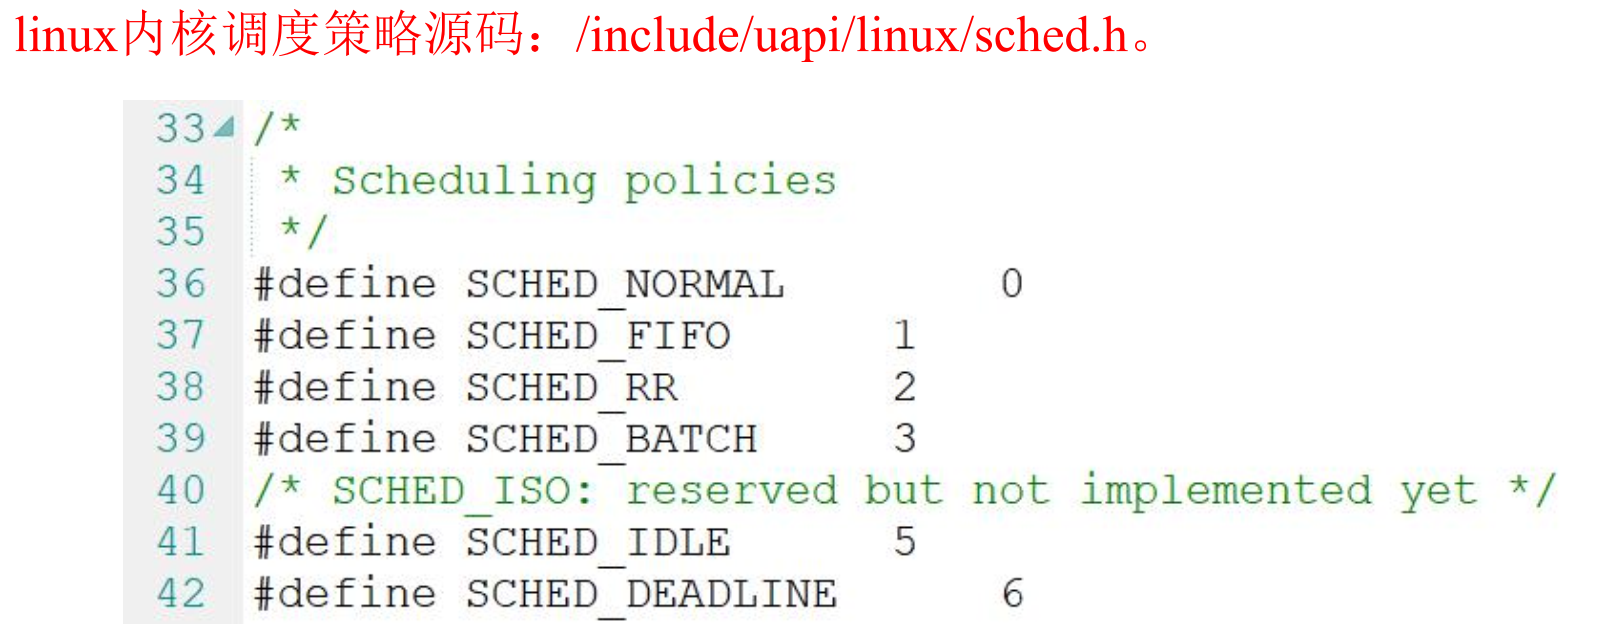 linux内核调度策略源码：/include/uapi/linux/sched.h。
33 /*
34 * Scheduling policies
35 */
36 #define SCHED_NORMAL 0
37 #define SCHED_FIFO 1
38 #define SCHED_RR 2
39 #define SCHED_BATCH 3
40 /* SCHED_ISO: reserved but not implemented yet */
41 #define SCHED_IDLE 5
42 #define SCHED_DEADLINE 6